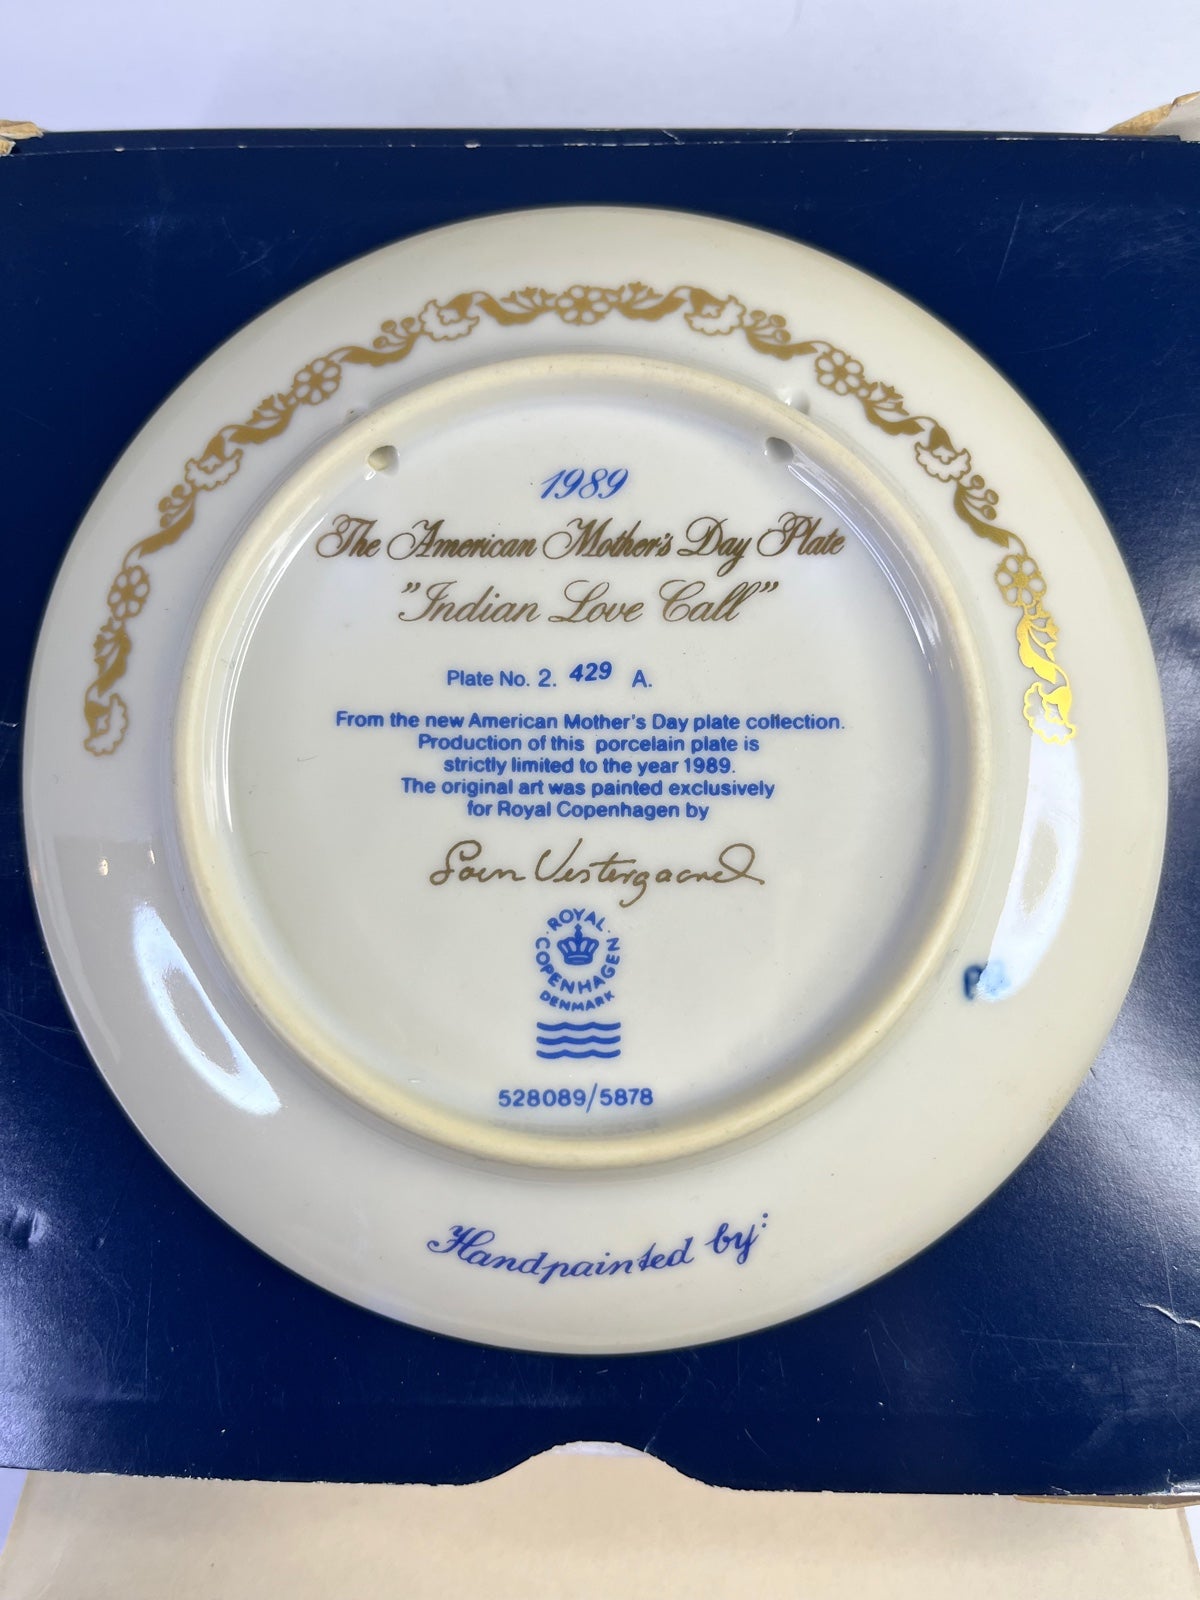 1989
The American Mother's Day Plate
"Indian Love Call"
Plate No. 2. 429 A.
From the new American Mother's Day plate collection.
Production of this porcelain plate is
strictly limited to the year 1989.
The original art was painted exclusively
for Royal Copenhagen by
Sven Vestergaard
ROYAL COPENHAGEN
DENMARK
528089/5878
Handpainted by: